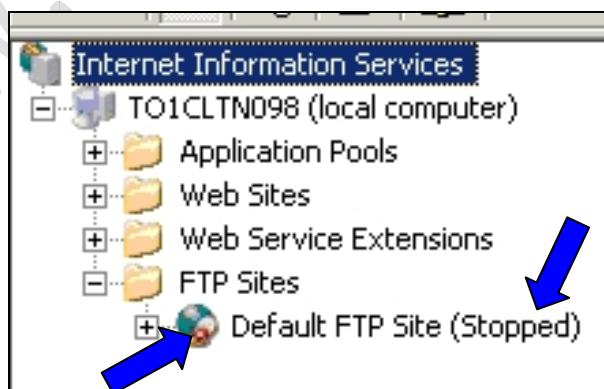 Internet Information Services
TO1CLTN098 (local computer)
Application Pools
Web Sites
Web Service Extensions
FTP Sites
Default FTP Site (Stopped)